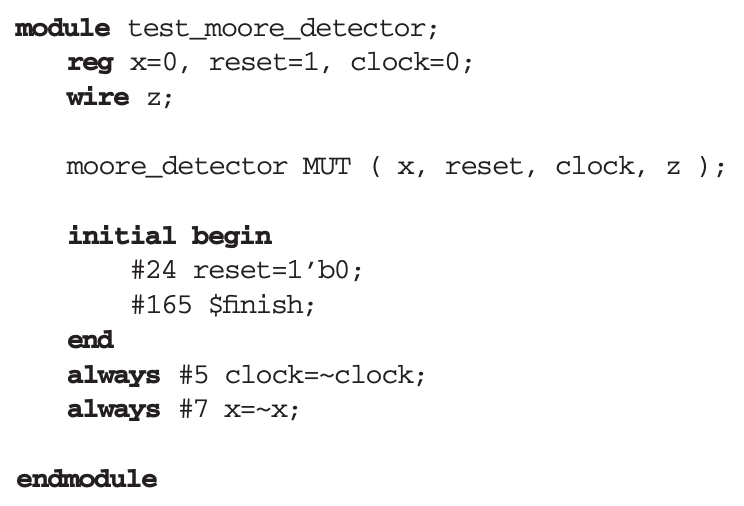 module test_moore_detector;
reg x=0, reset=1, clock=0;
wire z;
moore_detector MUT ( x, reset, clock, z );
initial begin
#24 reset=1’b0;
#165 $finish;
end
always #5 clock=~clock;
always #7 x=~x;
endmodule